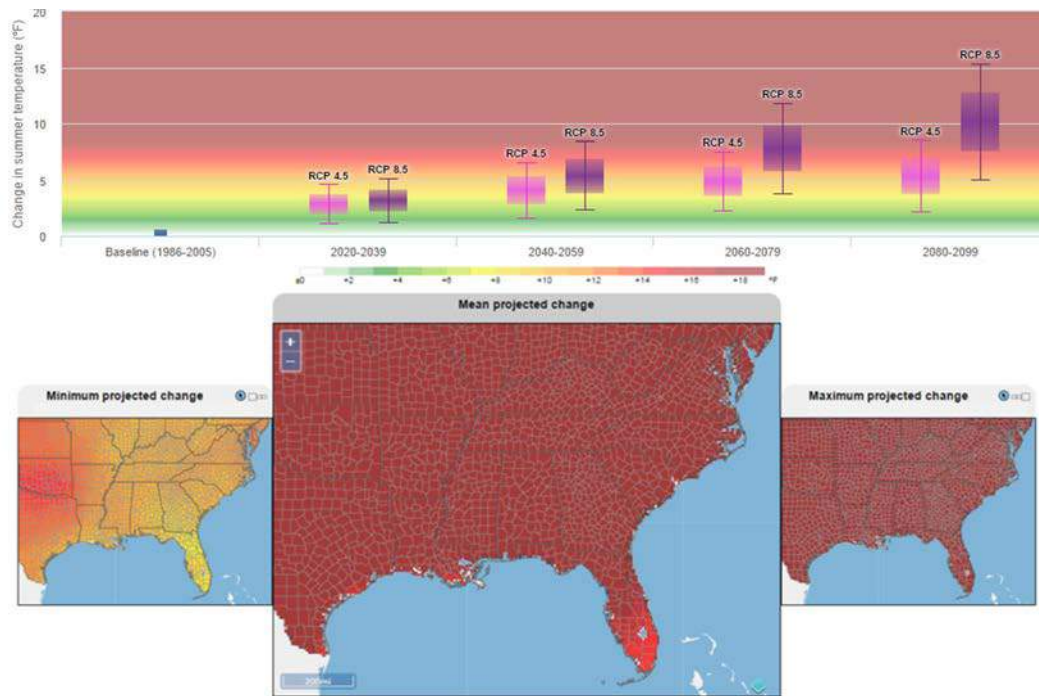 Change in summer temperature (ºF)
20
15
10
5
0
RCP 4.5
RCP 8.5
RCP 4.5
RCP 8.5
RCP 4.5
RCP 8.5
RCP 4.5
RCP 8.5
Baseline (1986-2005)
2020-2039
2040-2059
2060-2079
2080-2099
+2 +4 +6 +8 +10 +12 +14 +16 +18 ºF
Mean projected change
+
−
Minimum projected change
Maximum projected change
200mi